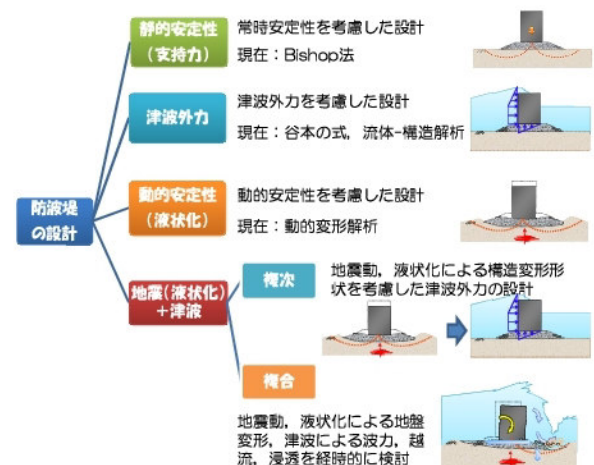 静的安定性
(支持力)
常時安定性を考慮した設計
現在：Bishop法
津波外力
津波外力を考慮した設計
現在：谷本の式，流体-構造解析
防波堤
の設計
動的安定性
(液状化)
動的安定性を考慮した設計
現在：動的変形解析
地震(液状化)
＋津波
複次
地震動，液状化による構造変形形
状を考慮した津波外力の設計
複合
地震動，液状化による地盤
変形，津波による波力，越
流，浸透を経時的に検討